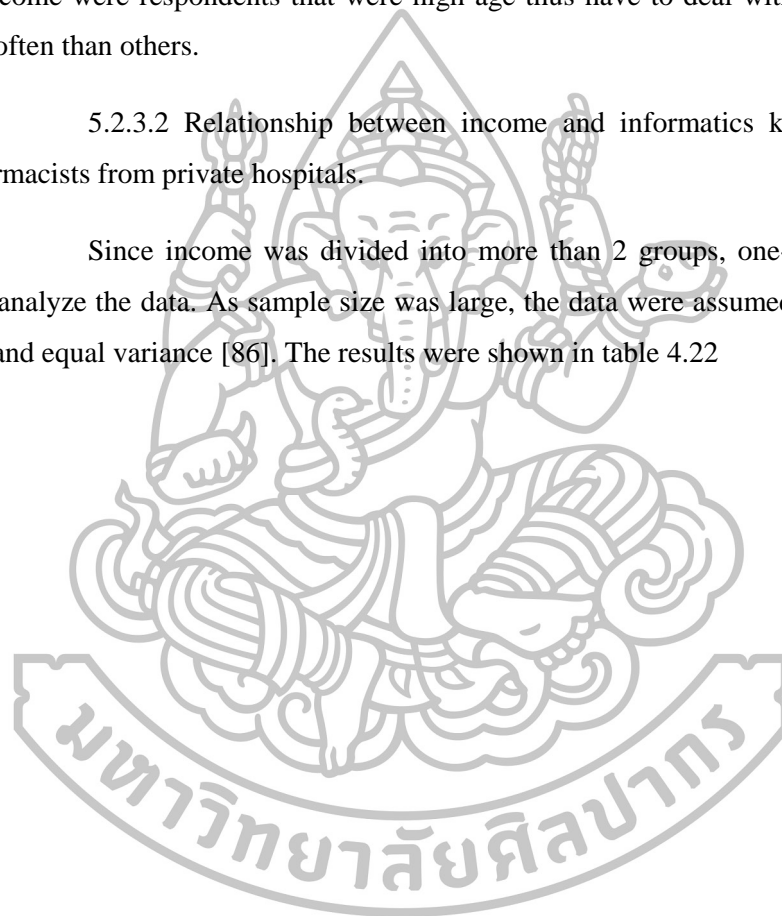 come were respondents that were high age thus have to deal with
often than others.
5.2.3.2 Relationship between income and informatics k
rmacists from private hospitals.
Since income was divided into more than 2 groups, one-
analyze the data. As sample size was large, the data were assumed
and equal variance [86]. The results were shown in table 4.22
มหาวิทยาลัยศิลปากร